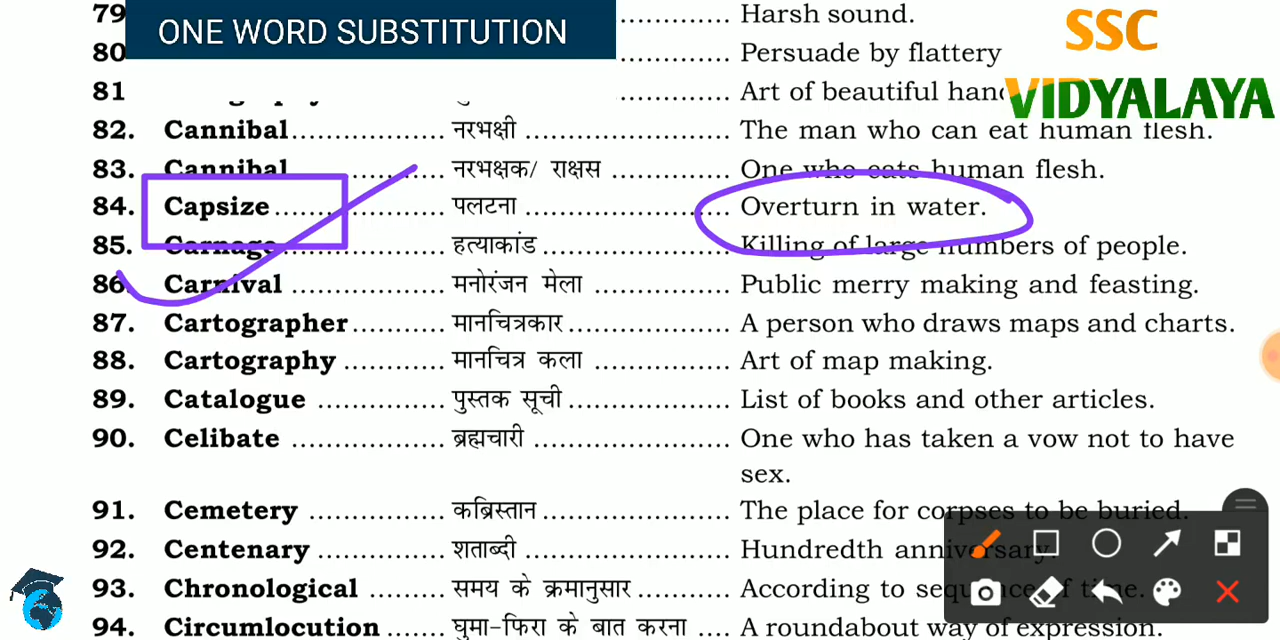 ONE WORD SUBSTITUTION
SSC
VIDYALAYA
79 ............. Harsh sound.
80 ............. Persuade by flattery
81 ............. Art of beautiful
82. Cannibal.................. नरभक्षी ........................ The man who can eat human flesh.
83. Cannibal.................. नरभक्षक/ राक्षस .............. One who eats human flesh.
84. Capsize.................... पलटना ......................... Overturn in water.
85. Carnage ................... हत्याकांड ....................... Killing of large numbers of people.
86. Carnival .................. मनोरंजन मेला .................. Public merry making and feasting.
87. Cartographer............ मानचित्रकार.................... A person who draws maps and charts.
88. Cartography ............. मानचित्र कला ................ Art of map making.
89. Catalogue ............... पुस्तक सूची.................... List of books and other articles.
90. Celibate ................... ब्रह्मचारी ........................ One who has taken a vow not to have
sex.
91. Cemetery ................ कब्रिस्तान....................... The place for corpses to be buried.
92. Centenary ............... शताब्दी ......................... Hundredth anniversary.
93. Chronological .......... समय के क्रमानुसार ........... According to sequence of time.
94. Circumlocution ....... घुमा-फिरा के बात करना .... A roundabout way of expression.